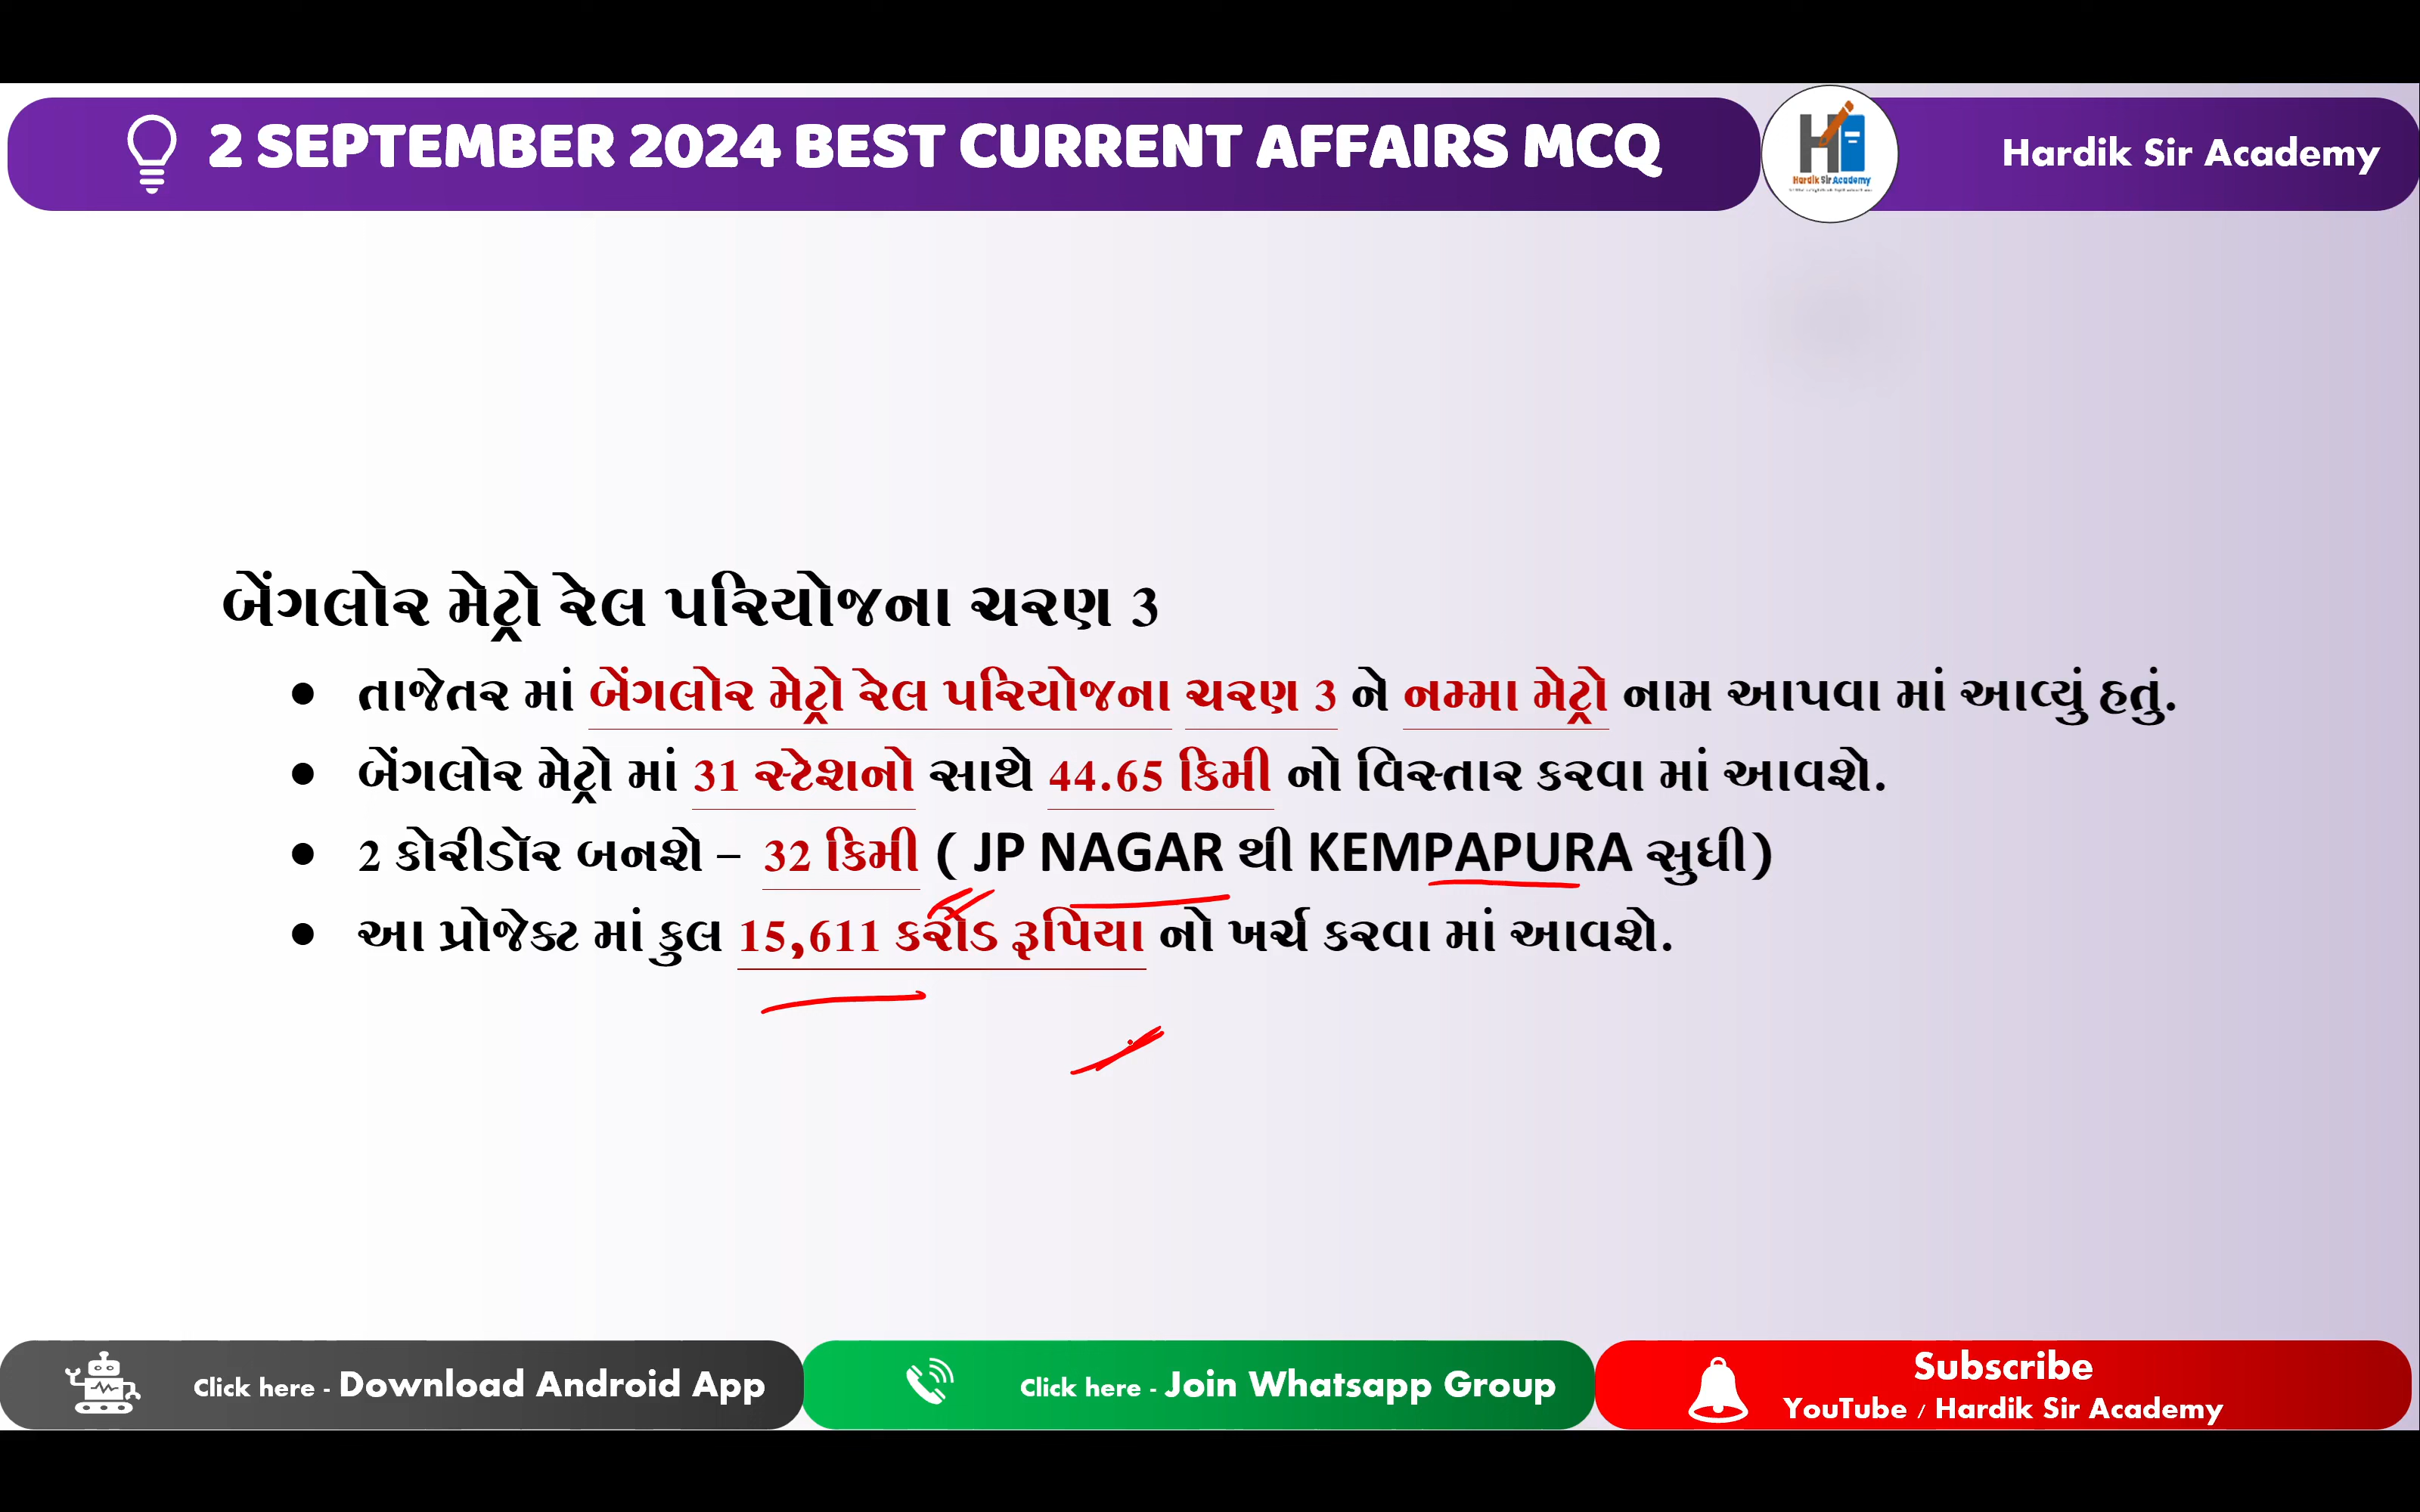 2 SEPTEMBER 2024 BEST CURRENT AFFAIRS MCQ
Hardik Sir Academy
Hardik Sir Academy
બેંગલોર મેટ્રો રેલ પરિયોજના ચરણ 3
● તાજેતર માં બેંગલોર મેટ્રો રેલ પરિયોજના ચરણ 3 ને નમ્મા મેટ્રો નામ આપવા માં આવ્યું હતું.
● બેંગલોર મેટ્રો માં 31 સ્ટેશનો સાથે 44.65 કિમી નો વિસ્તાર કરવા માં આવશે.
● 2 કોરીડૉર બનશે – 32 કિમી ( JP NAGAR થી KEMPAPURA સુધી)
● આ પ્રોજેક્ટ માં કુલ 15,611 કરોડ રૂપિયા નો ખર્ચ કરવા માં આવશે.
Click here - Download Android App
Click here - Join Whatsapp Group
Subscribe
YouTube / Hardik Sir Academy